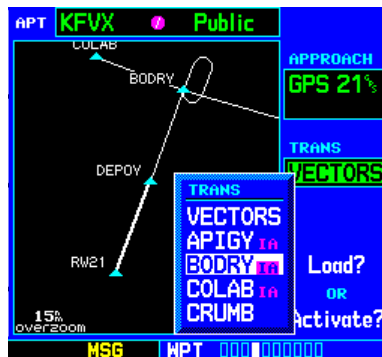 APT KFVX Public
COLAB
BODRY
APPROACH
GPS 21 GPS
TRANS
VECTORS
DEPOY
TRANS
VECTORS
APIGY IA
BODRY IA
COLAB IA
CRUMB
RW21
Load?
OR
Activate?
15%
overzoom
MSG WPT